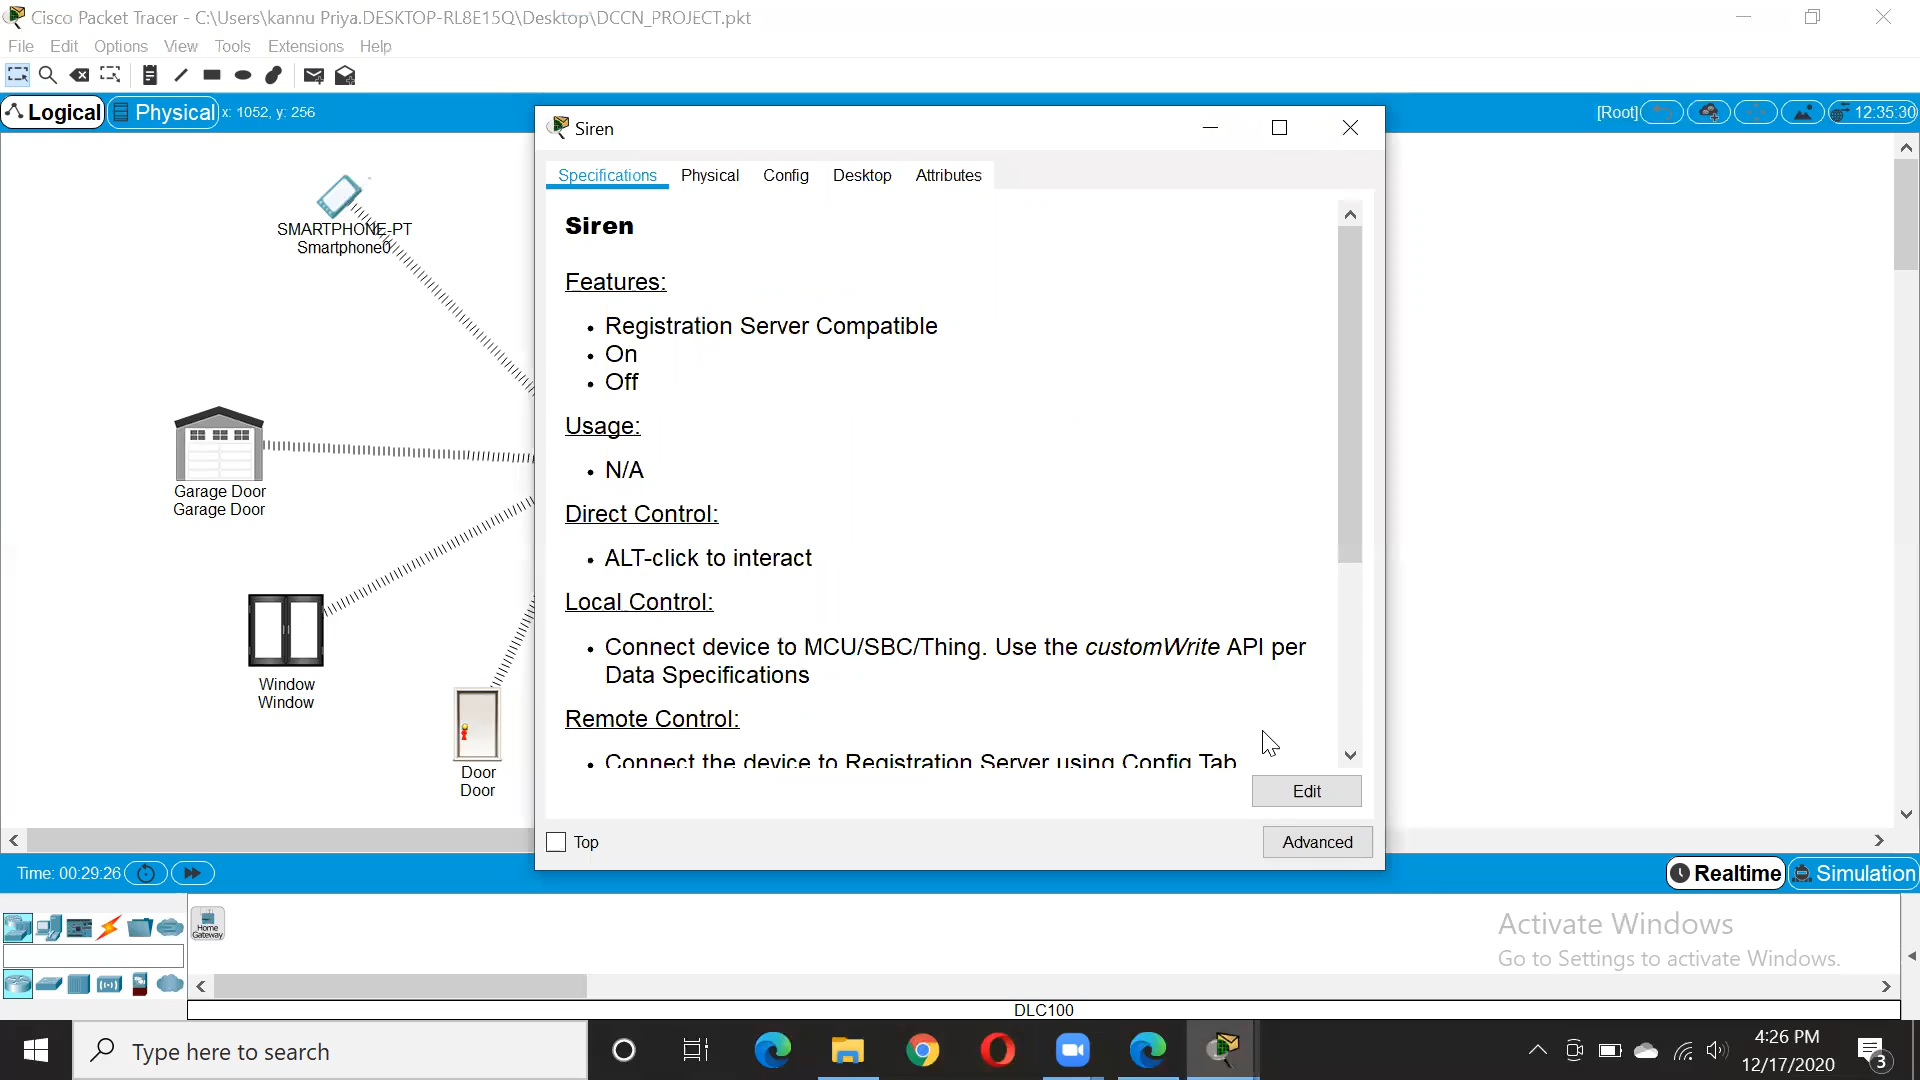 Cisco Packet Tracer - C:\Users\kannu Priya.DESKTOP-RL8E15Q\Desktop\DCCN_PROJECT.pkt
File Edit Options View Tools Extensions Help
Logical Physical x: 1052, y: 256 [Root] 12:35:30
SMARTPHONE-PT
Smartphone0
Garage Door
Garage Door
Window
Window
Door
Door
Siren
Specifications Physical Config Desktop Attributes
Siren
Features:
• Registration Server Compatible
• On
• Off
Usage:
• N/A
Direct Control:
• ALT-click to interact
Local Control:
• Connect device to MCU/SBC/Thing. Use the customWrite API per
Data Specifications
Remote Control:
• Connect the device to Registration Server using Config Tab
Edit
Top Advanced
Time: 00:29:26 Realtime Simulation
Home
Gateway
Activate Windows
Go to Settings to activate Windows.
DLC100
Type here to search
4:26 PM
12/17/2020
3